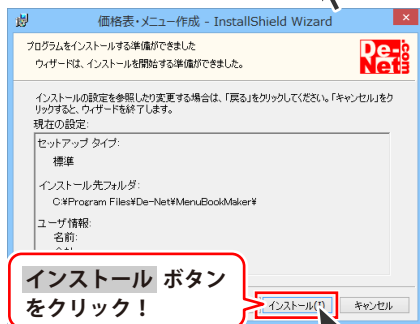 価格表・メニュー作成 - InstallShield Wizard
プログラムをインストールする準備ができました
ウィザードは、インストールを開始する準備ができました。
De-Net
インストールの設定を参照したり変更する場合は、「戻る」をクリックしてください。「キャンセル」をク
リックすると、ウィザードを終了します。
現在の設定:
セットアップ タイプ:
標準
インストール先フォルダ:
C:¥Program Files¥De-Net¥MenuBookMaker¥
ユーザ情報:
名前:
インストール ボタン
をクリック！
インストール(I)
キャンセル